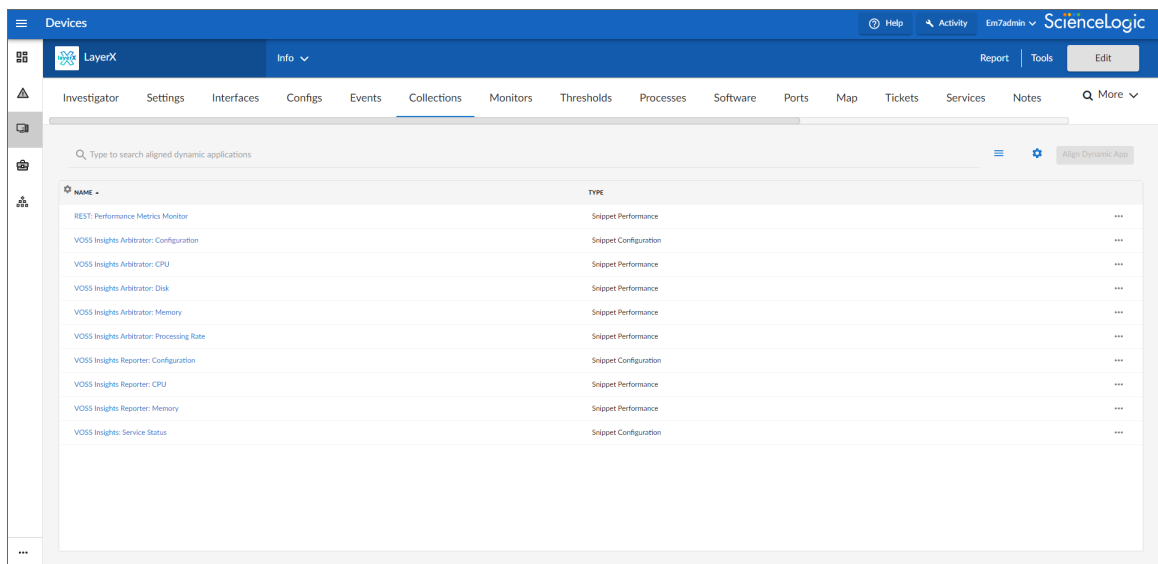 Devices
Help
Activity
Em7admin
ScienceLogic
layerX
LayerX
Info
Report
Tools
Edit
Investigator
Settings
Interfaces
Configs
Events
Collections
Monitors
Thresholds
Processes
Software
Ports
Map
Tickets
Services
Notes
More
Type to search aligned dynamic applications
Align Dynamic App
NAME
TYPE
REST: Performance Metrics Monitor Snippet Performance
VOSS Insights Arbitrator: Configuration Snippet Configuration
VOSS Insights Arbitrator: CPU Snippet Performance
VOSS Insights Arbitrator: Disk Snippet Performance
VOSS Insights Arbitrator: Memory Snippet Performance
VOSS Insights Arbitrator: Processing Rate Snippet Performance
VOSS Insights Reporter: Configuration Snippet Configuration
VOSS Insights Reporter: CPU Snippet Performance
VOSS Insights Reporter: Memory Snippet Performance
VOSS Insights: Service Status Snippet Configuration